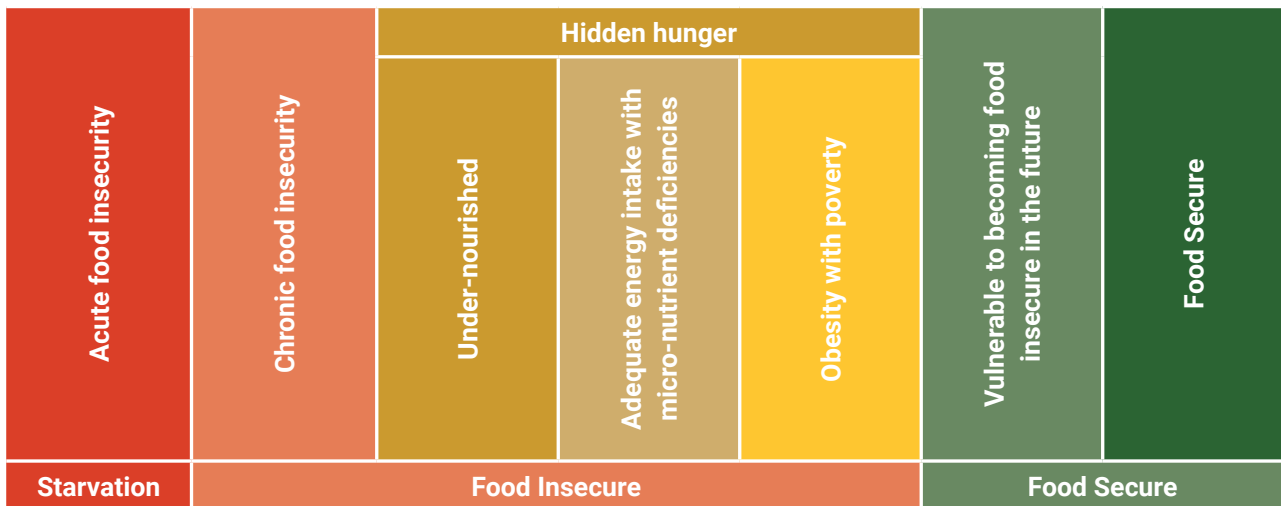 Hidden hunger
Acute food insecurity
Chronic food insecurity
Under-nourished
Adequate energy intake with
micro-nutrient deficiencies
Obesity with poverty
Vulnerable to becoming food
insecure in the future
Food Secure
Starvation
Food Insecure
Food Secure